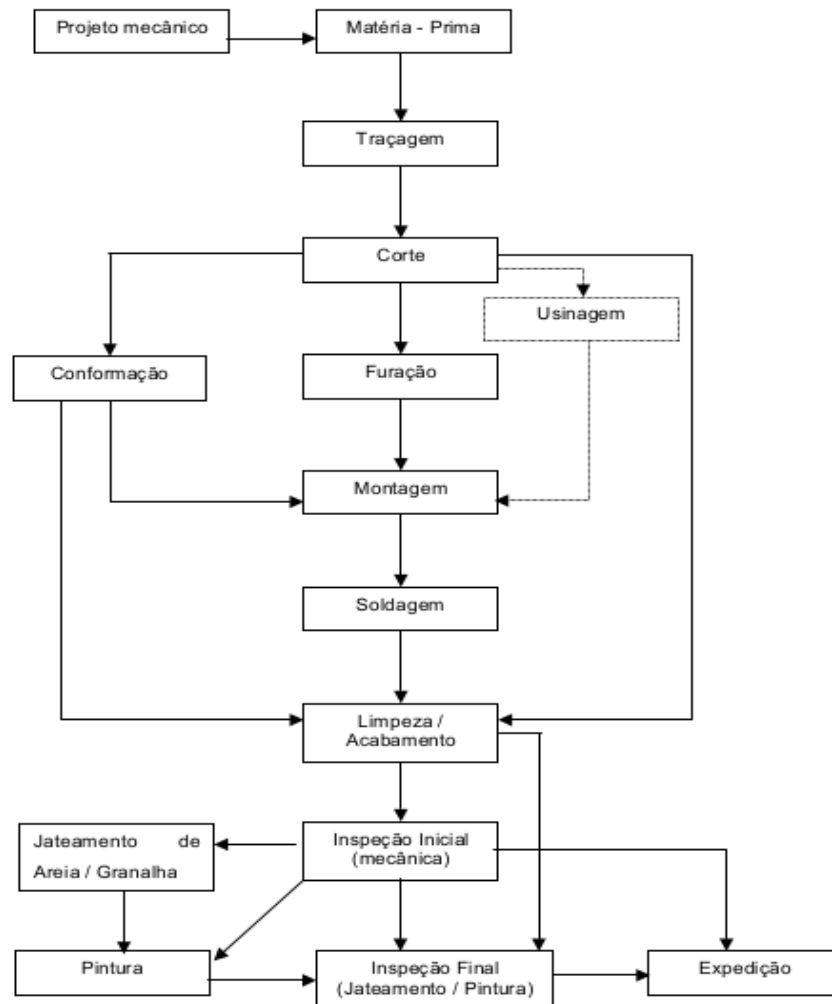 Projeto mecânico
Matéria - Prima
Traçagem
Corte
Usinagem
Conformação
Furação
Montagem
Soldagem
Limpeza /
Acabamento
Jateamento de
Areia / Granalha
Inspeção Inicial
(mecânica)
Pintura
Inspeção Final
(Jateamento / Pintura)
Expedição